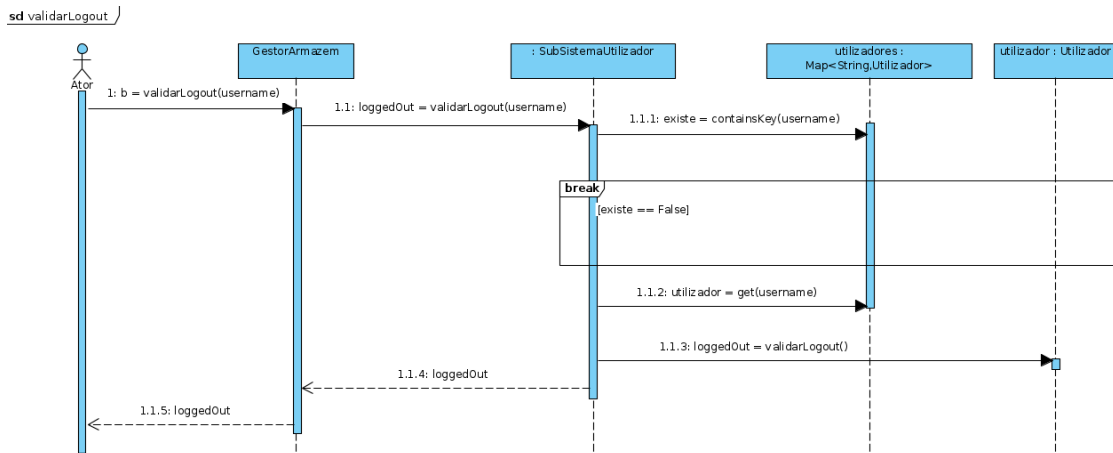 sd validarLogout
Ator
GestorArmazem
: SubSistemaUtilizador
utilizadores :
Map<String,Utilizador>
utilizador : Utilizador
1: b = validarLogout(username)
1.1: loggedOut = validarLogout(username)
1.1.1: existe = containsKey(username)
break
[existe == False]
1.1.2: utilizador = get(username)
1.1.3: loggedOut = validarLogout()
1.1.4: loggedOut
1.1.5: loggedOut